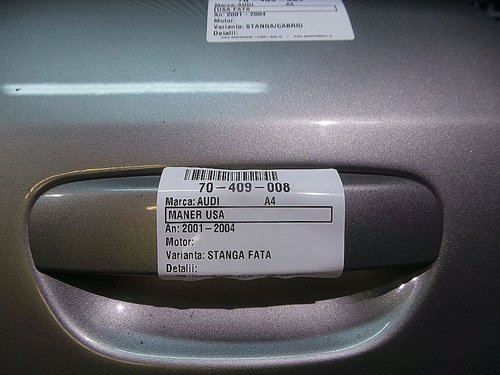 Marca: AUDI A4
USA FATA
An: 2001-2004
Motor:
Varianta: STANGA/CABRIO
Detalii:
70-409-008
Marca: AUDI A4
MANER USA
An: 2001-2004
Motor:
Varianta: STANGA FATA
Detalii: